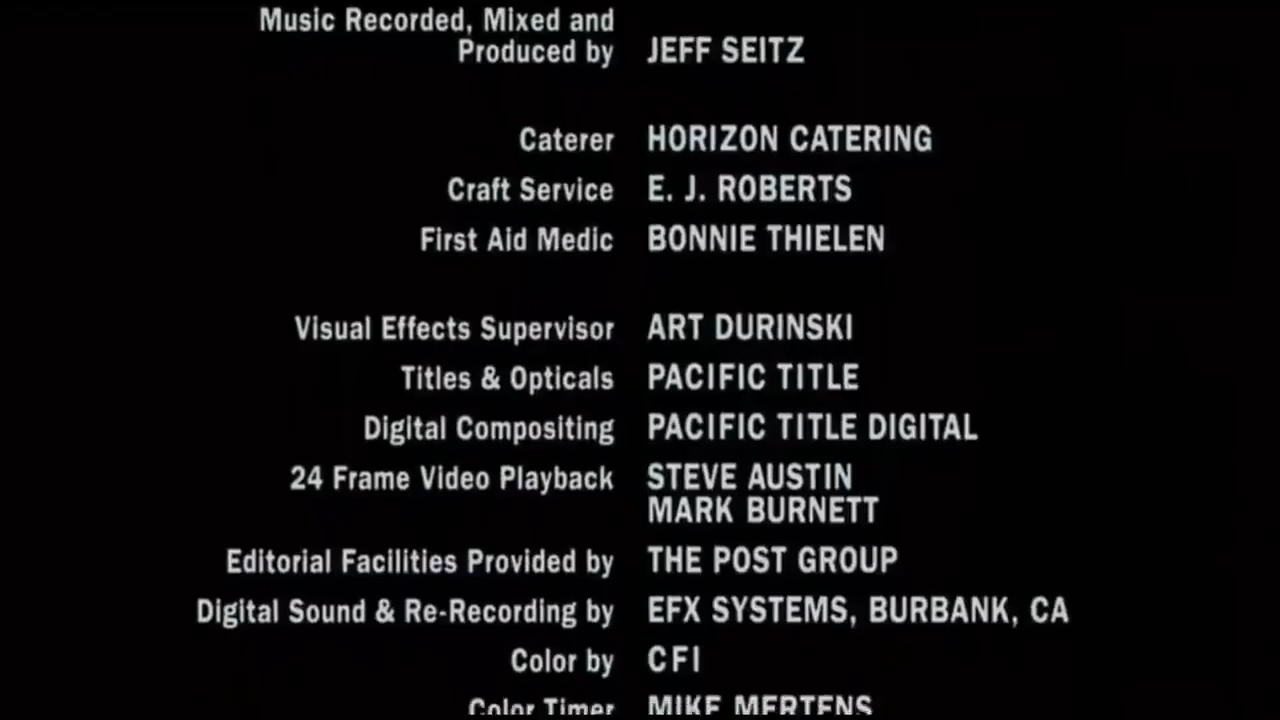 Music Recorded, Mixed and
Produced by JEFF SEITZ
Caterer HORIZON CATERING
Craft Service E. J. ROBERTS
First Aid Medic BONNIE THIELEN
Visual Effects Supervisor ART DURINSKI
Titles & Opticals PACIFIC TITLE
Digital Compositing PACIFIC TITLE DIGITAL
24 Frame Video Playback STEVE AUSTIN
MARK BURNETT
Editorial Facilities Provided by THE POST GROUP
Digital Sound & Re-Recording by EFX SYSTEMS, BURBANK, CA
Color by CFI
Color Timer MIKE MERTENS